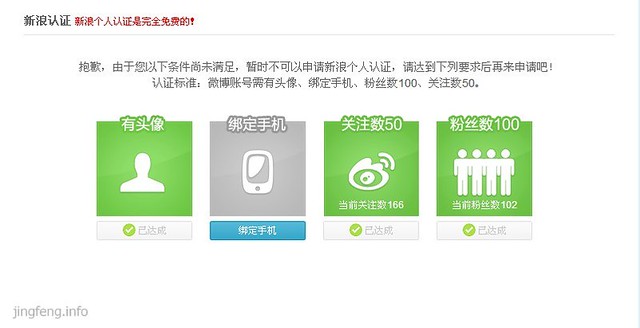 新浪认证 新浪个人认证是完全免费的!
抱歉，由于您以下条件尚未满足，暂时不可以申请新浪个人认证，请达到下列要求后再来申请吧！
认证标准：微博账号需有头像、绑定手机、粉丝数100、关注数50。
有头像
绑定手机
关注数50
粉丝数100
当前关注数166
当前粉丝数102
已达成
绑定手机
已达成
已达成
jingfeng.info